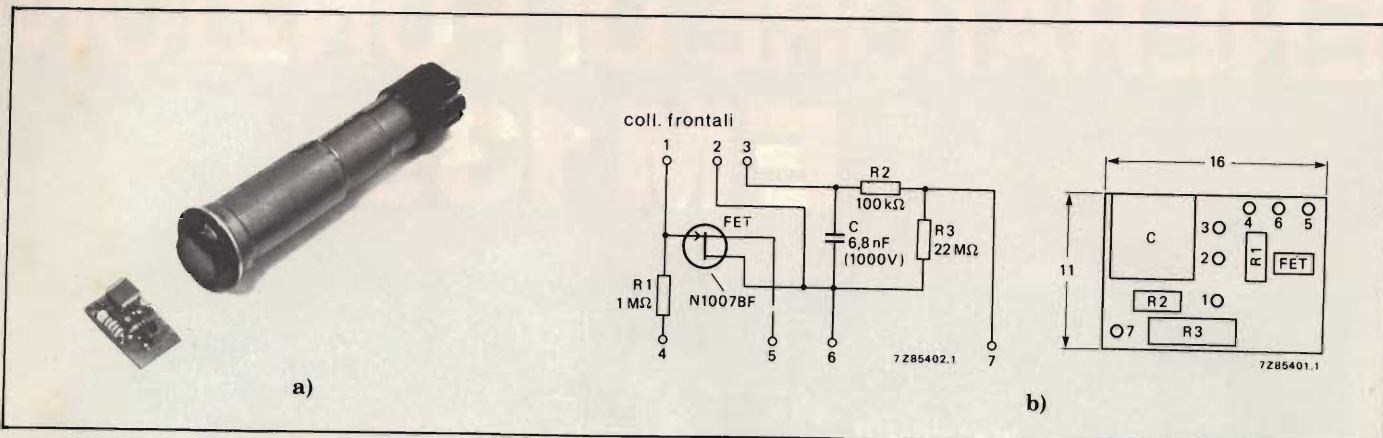 a)
coll. frontali
1 2 3
R2
100 kΩ
FET
C
6,8 nF
(1000V)
R3
22 MΩ
R1
1 MΩ
N1007BF
4 5 6 7
7Z85402.1
16
11
C
3
2
1
4 6 5
R1
FET
R2
7
R3
7Z85401.1
b)